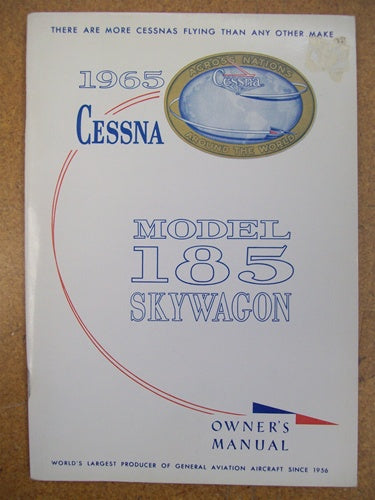 THERE ARE MORE CESSNAS FLYING THAN ANY OTHER MAKE
1965
CESSNA
ACROSS NATIONS
Cessna
AROUND THE WORLD
MODEL
185
SKYWAGON
OWNER'S
MANUAL
WORLD'S LARGEST PRODUCER OF GENERAL AVIATION AIRCRAFT SINCE 1956